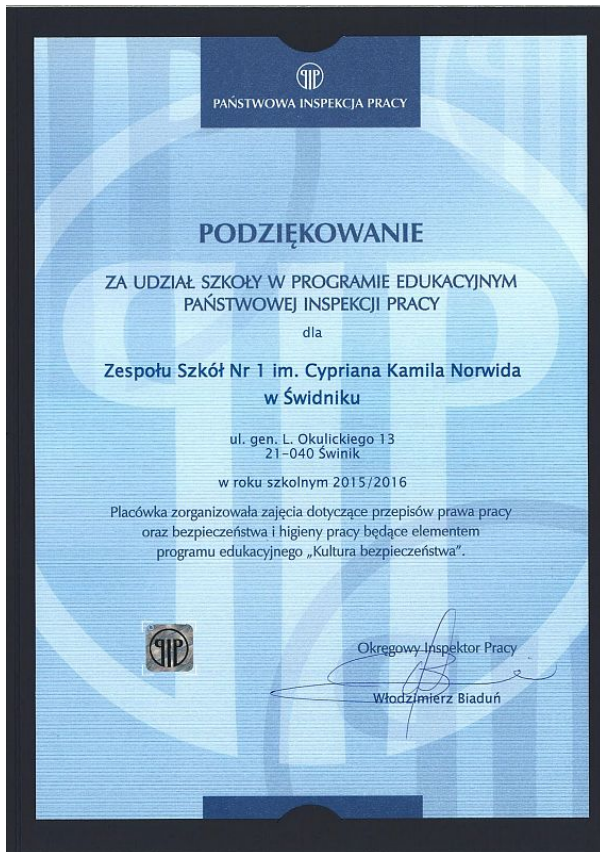 PIP
PAŃSTWOWA INSPEKCJA PRACY
PODZIĘKOWANIE
ZA UDZIAŁ SZKOŁY W PROGRAMIE EDUKACYJNYM
PAŃSTWOWEJ INSPEKCJI PRACY
dla
Zespołu Szkół Nr 1 im. Cypriana Kamila Norwida
w Świdniku
ul. gen. L. Okulickiego 13
21-040 Świnik
w roku szkolnym 2015/2016
Placówka zorganizowała zajęcia dotyczące przepisów prawa pracy
oraz bezpieczeństwa i higieny pracy będące elementem
programu edukacyjnego „Kultura bezpieczeństwa”.
PIP
Okręgowy Inspektor Pracy
Włodzimierz Biaduń